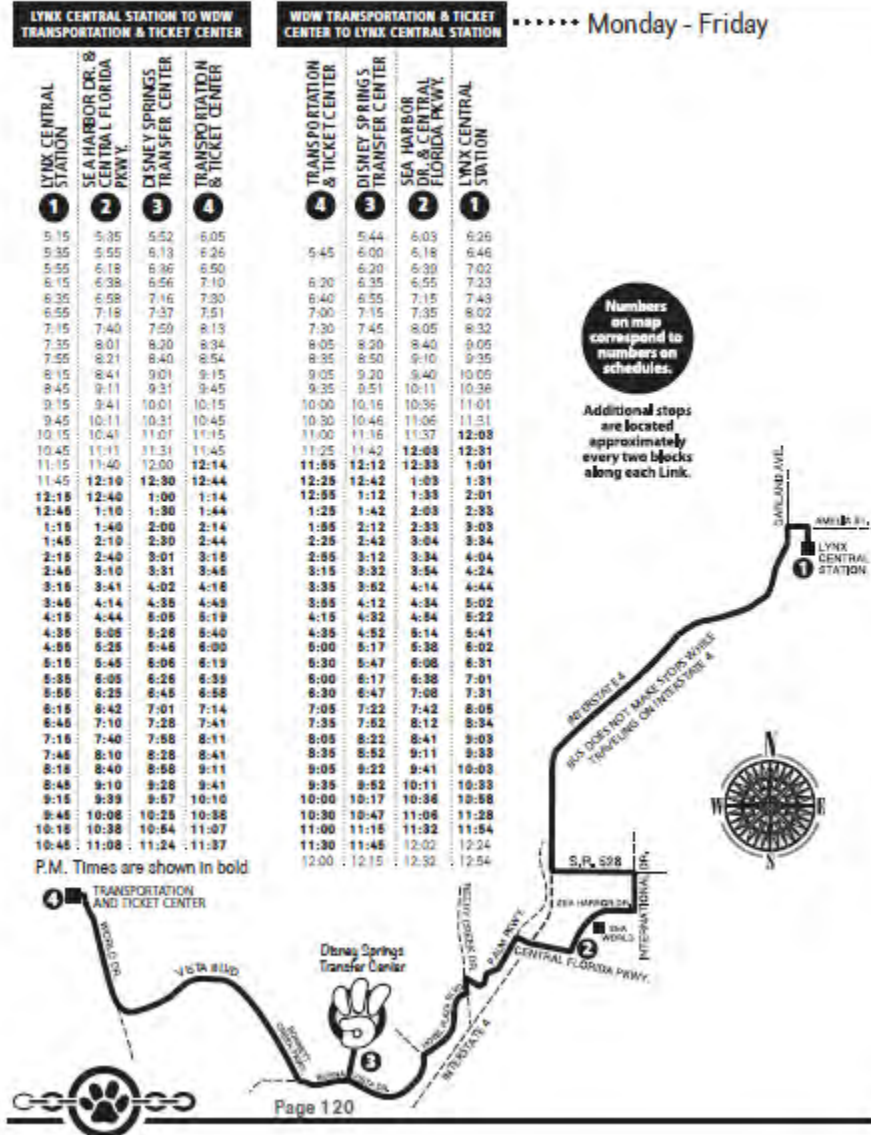 LYNX CENTRAL STATION TO WDW
TRANSPORTATION & TICKET CENTER
LYNX CENTRAL STATION
SEA HARBOR DR. & CENTRAL FLORIDA PKWY.
DISNEY SPRINGS TRANSFER CENTER
TRANSPORTATION & TICKET CENTER
1 2 3 4
5:15 5:35 5:52 6:05
5:35 5:55 6:13 6:26
5:55 6:18 6:36 6:50
6:15 6:38 6:56 7:10
6:35 6:58 7:16 7:30
6:55 7:18 7:37 7:51
7:15 7:40 7:59 8:13
7:35 8:01 8:20 8:34
7:55 8:21 8:40 8:54
8:15 8:41 9:01 9:15
8:45 9:11 9:31 9:45
9:15 9:41 10:01 10:15
9:45 10:11 10:31 10:45
10:15 10:41 11:01 11:15
10:45 11:11 11:31 11:45
11:15 11:40 12:00 12:14
11:45 12:10 12:30 12:44
12:15 12:40 1:00 1:14
12:45 1:10 1:30 1:44
1:15 1:40 2:00 2:14
1:45 2:10 2:30 2:44
2:15 2:40 3:01 3:16
2:45 3:10 3:31 3:46
3:15 3:41 4:02 4:16
3:45 4:14 4:35 4:49
4:15 4:44 5:05 5:19
4:35 5:05 5:26 5:40
4:55 5:25 5:46 6:00
5:15 5:45 6:06 6:19
5:35 6:05 6:26 6:39
5:55 6:25 6:45 6:58
6:15 6:42 7:01 7:14
6:45 7:10 7:28 7:41
7:15 7:40 7:58 8:11
7:45 8:10 8:28 8:41
8:15 8:40 8:58 9:11
8:45 9:10 9:28 9:41
9:15 9:39 9:57 10:10
9:45 10:08 10:25 10:38
10:15 10:38 10:54 11:07
10:45 11:08 11:24 11:37
P.M. Times are shown in bold
WDW TRANSPORTATION & TICKET
CENTER TO LYNX CENTRAL STATION
TRANSPORTATION & TICKET CENTER
DISNEY SPRINGS TRANSFER CENTER
SEA HARBOR DR. & CENTRAL FLORIDA PKWY.
LYNX CENTRAL STATION
4 3 2 1
5:44 6:03 6:26
5:45 6:00 6:18 6:46
6:20 6:39 7:02
6:20 6:35 6:55 7:23
6:40 6:55 7:15 7:43
7:00 7:15 7:35 8:02
7:30 7:45 8:05 8:32
8:05 8:20 8:40 9:05
8:35 8:50 9:10 9:35
9:05 9:20 9:40 10:05
9:35 9:51 10:11 10:36
10:00 10:16 10:36 11:01
10:30 10:46 11:06 11:31
11:00 11:16 11:37 12:03
11:25 11:42 12:03 12:31
11:55 12:12 12:33 1:01
12:25 12:42 1:03 1:31
12:55 1:12 1:33 2:01
1:25 1:42 2:03 2:33
1:55 2:12 2:33 3:03
2:25 2:42 3:04 3:34
2:55 3:12 3:34 4:04
3:15 3:32 3:54 4:24
3:35 3:52 4:14 4:44
3:55 4:12 4:34 5:02
4:15 4:32 4:54 5:22
4:35 4:52 5:14 5:41
5:00 5:17 5:38 6:02
5:30 5:47 6:08 6:31
6:00 6:17 6:38 7:01
6:30 6:47 7:08 7:31
7:05 7:22 7:42 8:05
7:35 7:52 8:12 8:34
8:05 8:22 8:41 9:03
8:35 8:52 9:11 9:33
9:05 9:22 9:41 10:03
9:35 9:52 10:11 10:33
10:00 10:17 10:36 10:58
10:30 10:47 11:06 11:28
11:00 11:15 11:32 11:54
11:30 11:45 12:02 12:24
12:00 12:15 12:32 12:54
Monday - Friday
Numbers
on map
correspond to
numbers on
schedules.
Additional stops
are located
approximately
every two blocks
along each Link.
GARLAND AVE.
AMELIA ST.
LYNX
CENTRAL
STATION
1
INTERSTATE 4
BUS DOES NOT MAKE STOPS WHILE
TRAVELING ON INTERSTATE 4
N
W E
S
S.R. 528
INTERNATIONAL DR.
SEA HARBOR DR.
SEA
WORLD
2
CENTRAL FLORIDA PKWY.
PALM PKWY.
INTERSTATE 4
4 TRANSPORTATION
AND TICKET CENTER
WORLD DR.
VISTA BLVD
Disney Springs
Transfer Center
3
Page 120